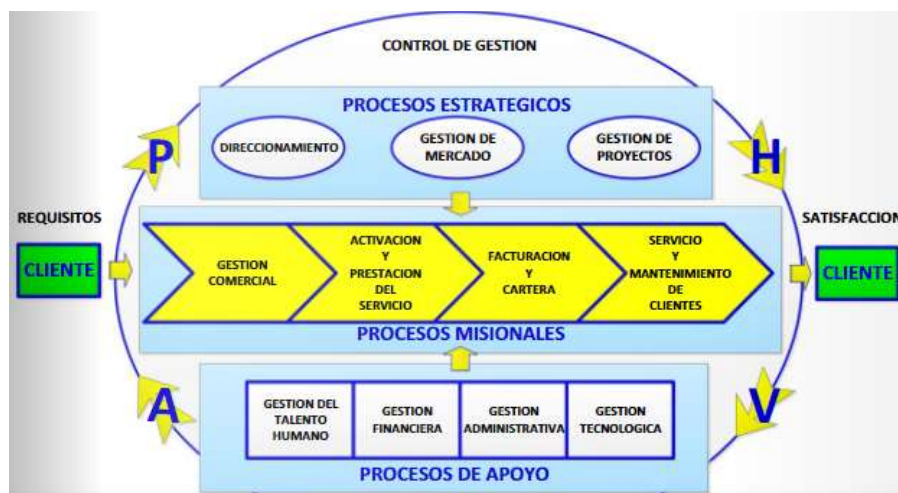 CONTROL DE GESTION
PROCESOS ESTRATEGICOS
DIRECCIONAMIENTO
GESTION DE
MERCADO
GESTION DE
PROYECTOS
P
H
REQUISITOS
CLIENTE
GESTION
COMERCIAL
ACTIVACION
Y
PRESTACION
DEL
SERVICIO
FACTURACION
Y
CARTERA
SERVICIO
Y
MANTENIMIENTO
DE
CLIENTES
PROCESOS MISIONALES
SATISFACCION
CLIENTE
A
V
GESTION DEL
TALENTO
HUMANO
GESTION
FINANCIERA
GESTION
ADMINISTRATIVA
GESTION
TECNOLOGICA
PROCESOS DE APOYO